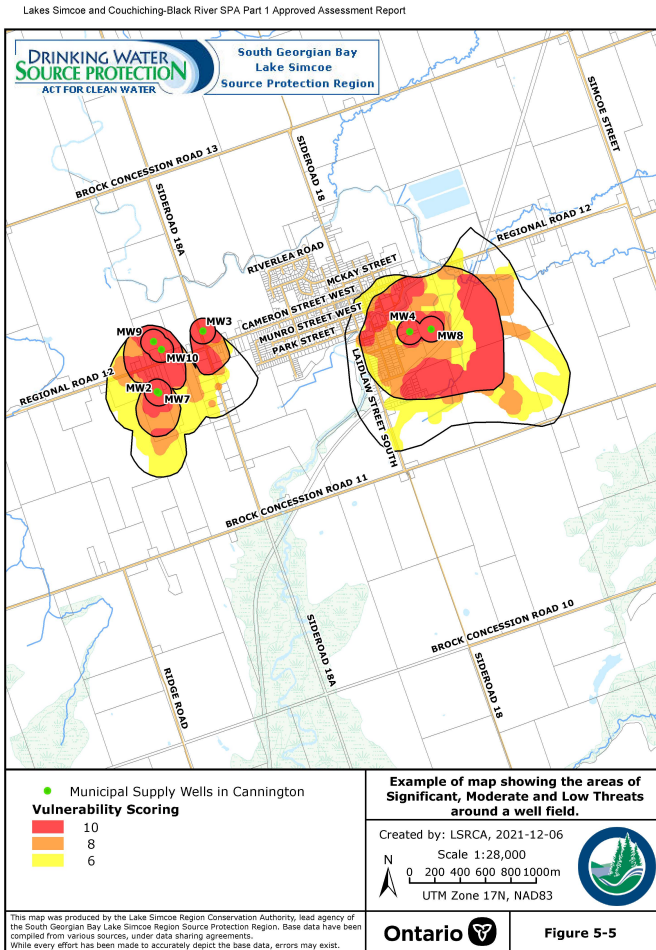 Lakes Simcoe and Couchiching-Black River SPA Part 1 Approved Assessment Report
DRINKING WATER
SOURCE PROTECTION
ACT FOR CLEAN WATER
South Georgian Bay
Lake Simcoe
Source Protection Region
SIMCOE STREET
BROCK CONCESSION ROAD 13
SIDEROAD 18
SIDEROAD 18A
REGIONAL ROAD 12
RIVERLEA ROAD
MCKAY STREET
CAMERON STREET WEST
MUNRO STREET WEST
PARK STREET
MW3
MW9
MW10
MW4
MW8
REGIONAL ROAD 12
MW2
MW7
LAIDLAW STREET SOUTH
BROCK CONCESSION ROAD 11
BROCK CONCESSION ROAD 10
SIDEROAD 18A
SIDEROAD 18
RIDGE ROAD
Municipal Supply Wells in Cannington
Vulnerability Scoring
10
8
6
Example of map showing the areas of
Significant, Moderate and Low Threats
around a well field.
Created by: LSRCA, 2021-12-06
Scale 1:28,000
N
0 200 400 600 800 1000m
UTM Zone 17N, NAD83
This map was produced by the Lake Simcoe Region Conservation Authority, lead agency of
the South Georgian Bay Lake Simcoe Region Source Protection Region. Base data have been
compiled from various sources, under data sharing agreements.
While every effort has been made to accurately depict the base data, errors may exist.
Ontario
Figure 5-5